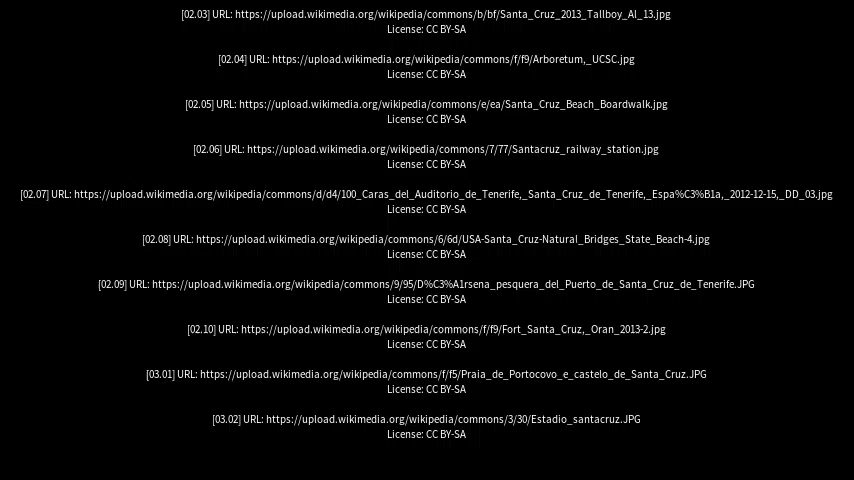 [02.03] URL: https://upload.wikimedia.org/wikipedia/commons/b/bf/Santa_Cruz_2013_Tallboy_Al_13.jpg
License: CC BY-SA
[02.04] URL: https://upload.wikimedia.org/wikipedia/commons/f/f9/Arboretum,_UCSC.jpg
License: CC BY-SA
[02.05] URL: https://upload.wikimedia.org/wikipedia/commons/e/ea/Santa_Cruz_Beach_Boardwalk.jpg
License: CC BY-SA
[02.06] URL: https://upload.wikimedia.org/wikipedia/commons/7/77/Santacruz_railway_station.jpg
License: CC BY-SA
[02.07] URL: https://upload.wikimedia.org/wikipedia/commons/d/d4/100_Caras_del_Auditorio_de_Tenerife,_Santa_Cruz_de_Tenerife,_Espa%C3%B1a,_2012-12-15,_DD_03.jpg
License: CC BY-SA
[02.08] URL: https://upload.wikimedia.org/wikipedia/commons/6/6d/USA-Santa_Cruz-Natural_Bridges_State_Beach-4.jpg
License: CC BY-SA
[02.09] URL: https://upload.wikimedia.org/wikipedia/commons/9/95/D%C3%A1rsena_pesquera_del_Puerto_de_Santa_Cruz_de_Tenerife.JPG
License: CC BY-SA
[02.10] URL: https://upload.wikimedia.org/wikipedia/commons/f/f9/Fort_Santa_Cruz,_Oran_2013-2.jpg
License: CC BY-SA
[03.01] URL: https://upload.wikimedia.org/wikipedia/commons/f/f5/Praia_de_Portocovo_e_castelo_de_Santa_Cruz.JPG
License: CC BY-SA
[03.02] URL: https://upload.wikimedia.org/wikipedia/commons/3/30/Estadio_santacruz.JPG
License: CC BY-SA